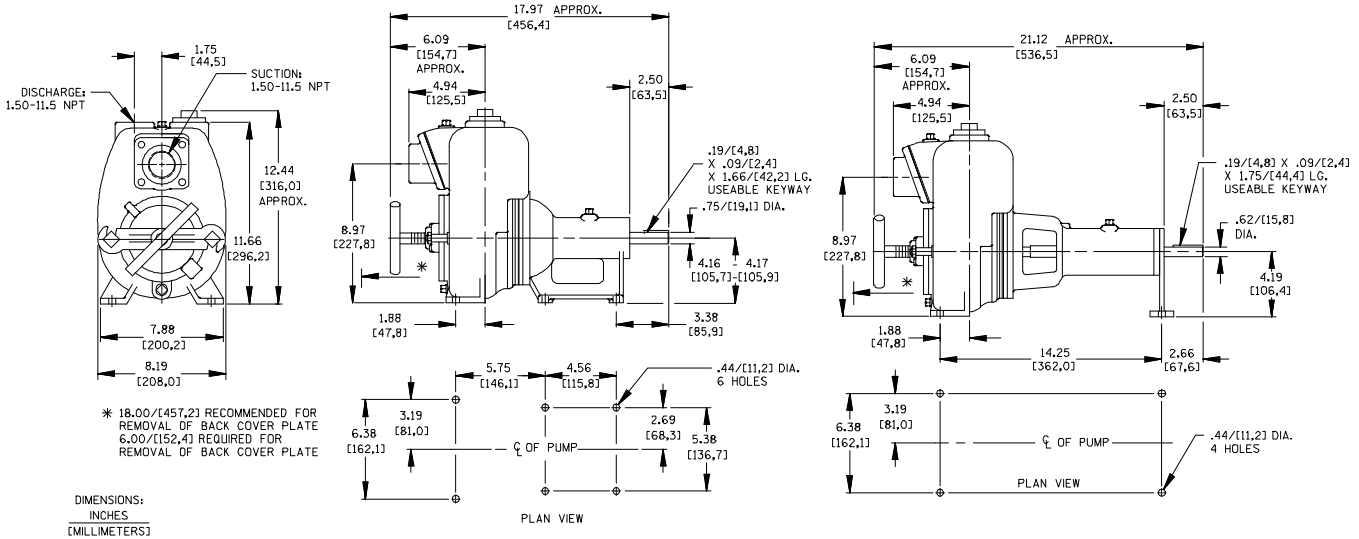 1.75
[44,5]
SUCTION:
1.50-11.5 NPT
DISCHARGE:
1.50-11.5 NPT
12.44
[316,0]
APPROX.
11.66
[296,2]
7.88
[200,2]
8.19
[208,0]
* 18.00/[457,2] RECOMMENDED FOR
REMOVAL OF BACK COVER PLATE
6.00/[152,4] REQUIRED FOR
REMOVAL OF BACK COVER PLATE
DIMENSIONS:
INCHES
[MILLIMETERS]
17.97 APPROX.
[456,4]
6.09
[154,7]
APPROX.
4.94
[125,5]
2.50
[63,5]
.19/[4,8]
X .09/[2,4]
X 1.66/[42,2] LG.
USEABLE KEYWAY
.75/[19,1] DIA.
8.97
[227,8]
*
4.16 - 4.17
[105,7]-[105,9]
1.88
[47,8]
3.38
[85,9]
5.75
[146,1]
4.56
[115,8]
.44/[11,2] DIA.
6 HOLES
3.19
[81,0]
6.38
[162,1]
2.69
[68,3]
5.38
[136,7]
℄ OF PUMP
PLAN VIEW
21.12 APPROX.
[536,5]
6.09
[154,7]
APPROX.
4.94
[125,5]
2.50
[63,5]
.19/[4,8] X .09/[2,4]
X 1.75/[44,4] LG.
USEABLE KEYWAY
.62/[15,8]
DIA.
8.97
[227,8]
*
4.19
[106,4]
1.88
[47,8]
14.25
[362,0]
2.66
[67,6]
3.19
[81,0]
6.38
[162,1]
℄ OF PUMP
.44/[11,2] DIA.
4 HOLES
PLAN VIEW